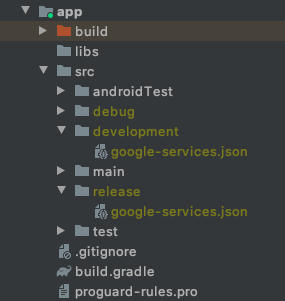 app
build
libs
src
androidTest
debug
development
google-services.json
main
release
google-services.json
test
.gitignore
build.gradle
proguard-rules.pro